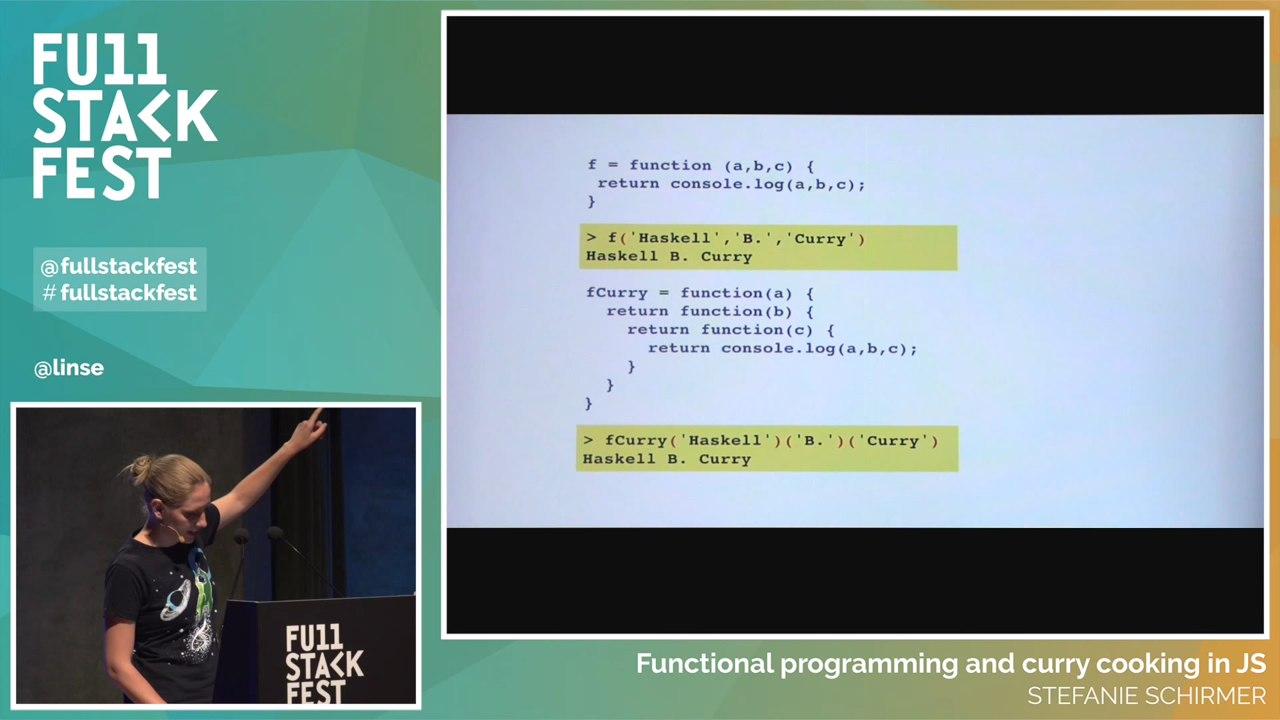 FU11
STACK
FEST
@fullstackfest
# fullstackfest
@linse
f = function (a,b,c) {
return console.log(a,b,c);
}
> f('Haskell','B.','Curry')
Haskell B. Curry
fCurry = function(a) {
return function(b) {
return function(c) {
return console.log(a,b,c);
}
}
}
> fCurry('Haskell')('B.')('Curry')
Haskell B. Curry
FU11
STACK
FEST
Functional programming and curry cooking in JS
STEFANIE SCHIRMER